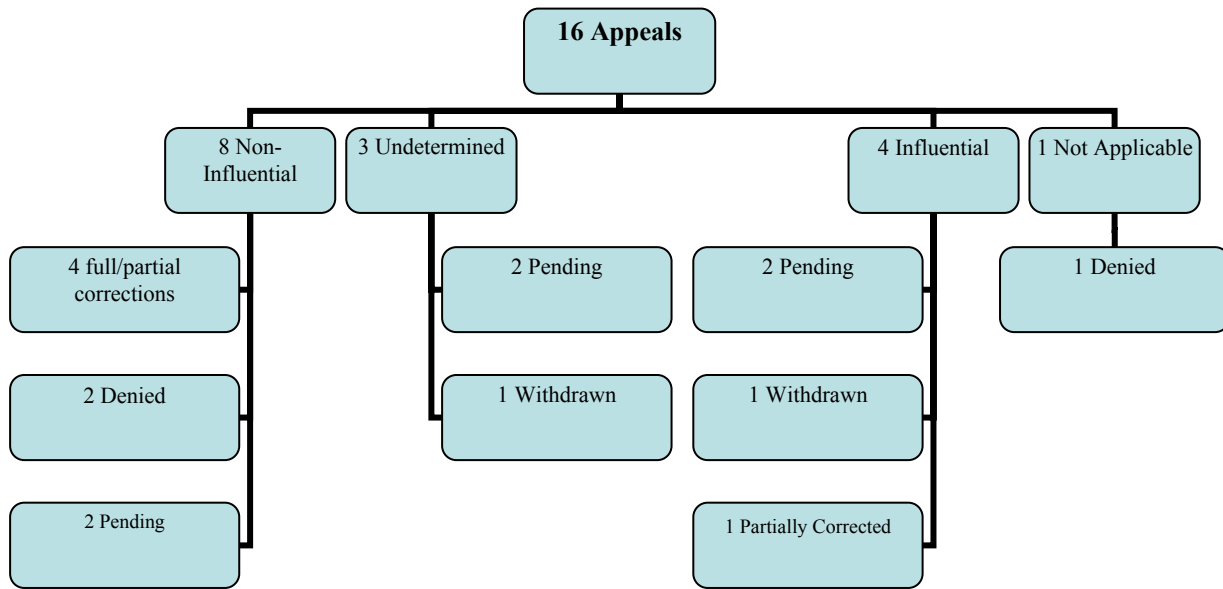 16 Appeals
8 Non-
Influential
3 Undetermined
4 Influential
1 Not Applicable
4 full/partial
corrections
2 Pending
2 Pending
1 Denied
2 Denied
1 Withdrawn
1 Withdrawn
2 Pending
1 Partially Corrected